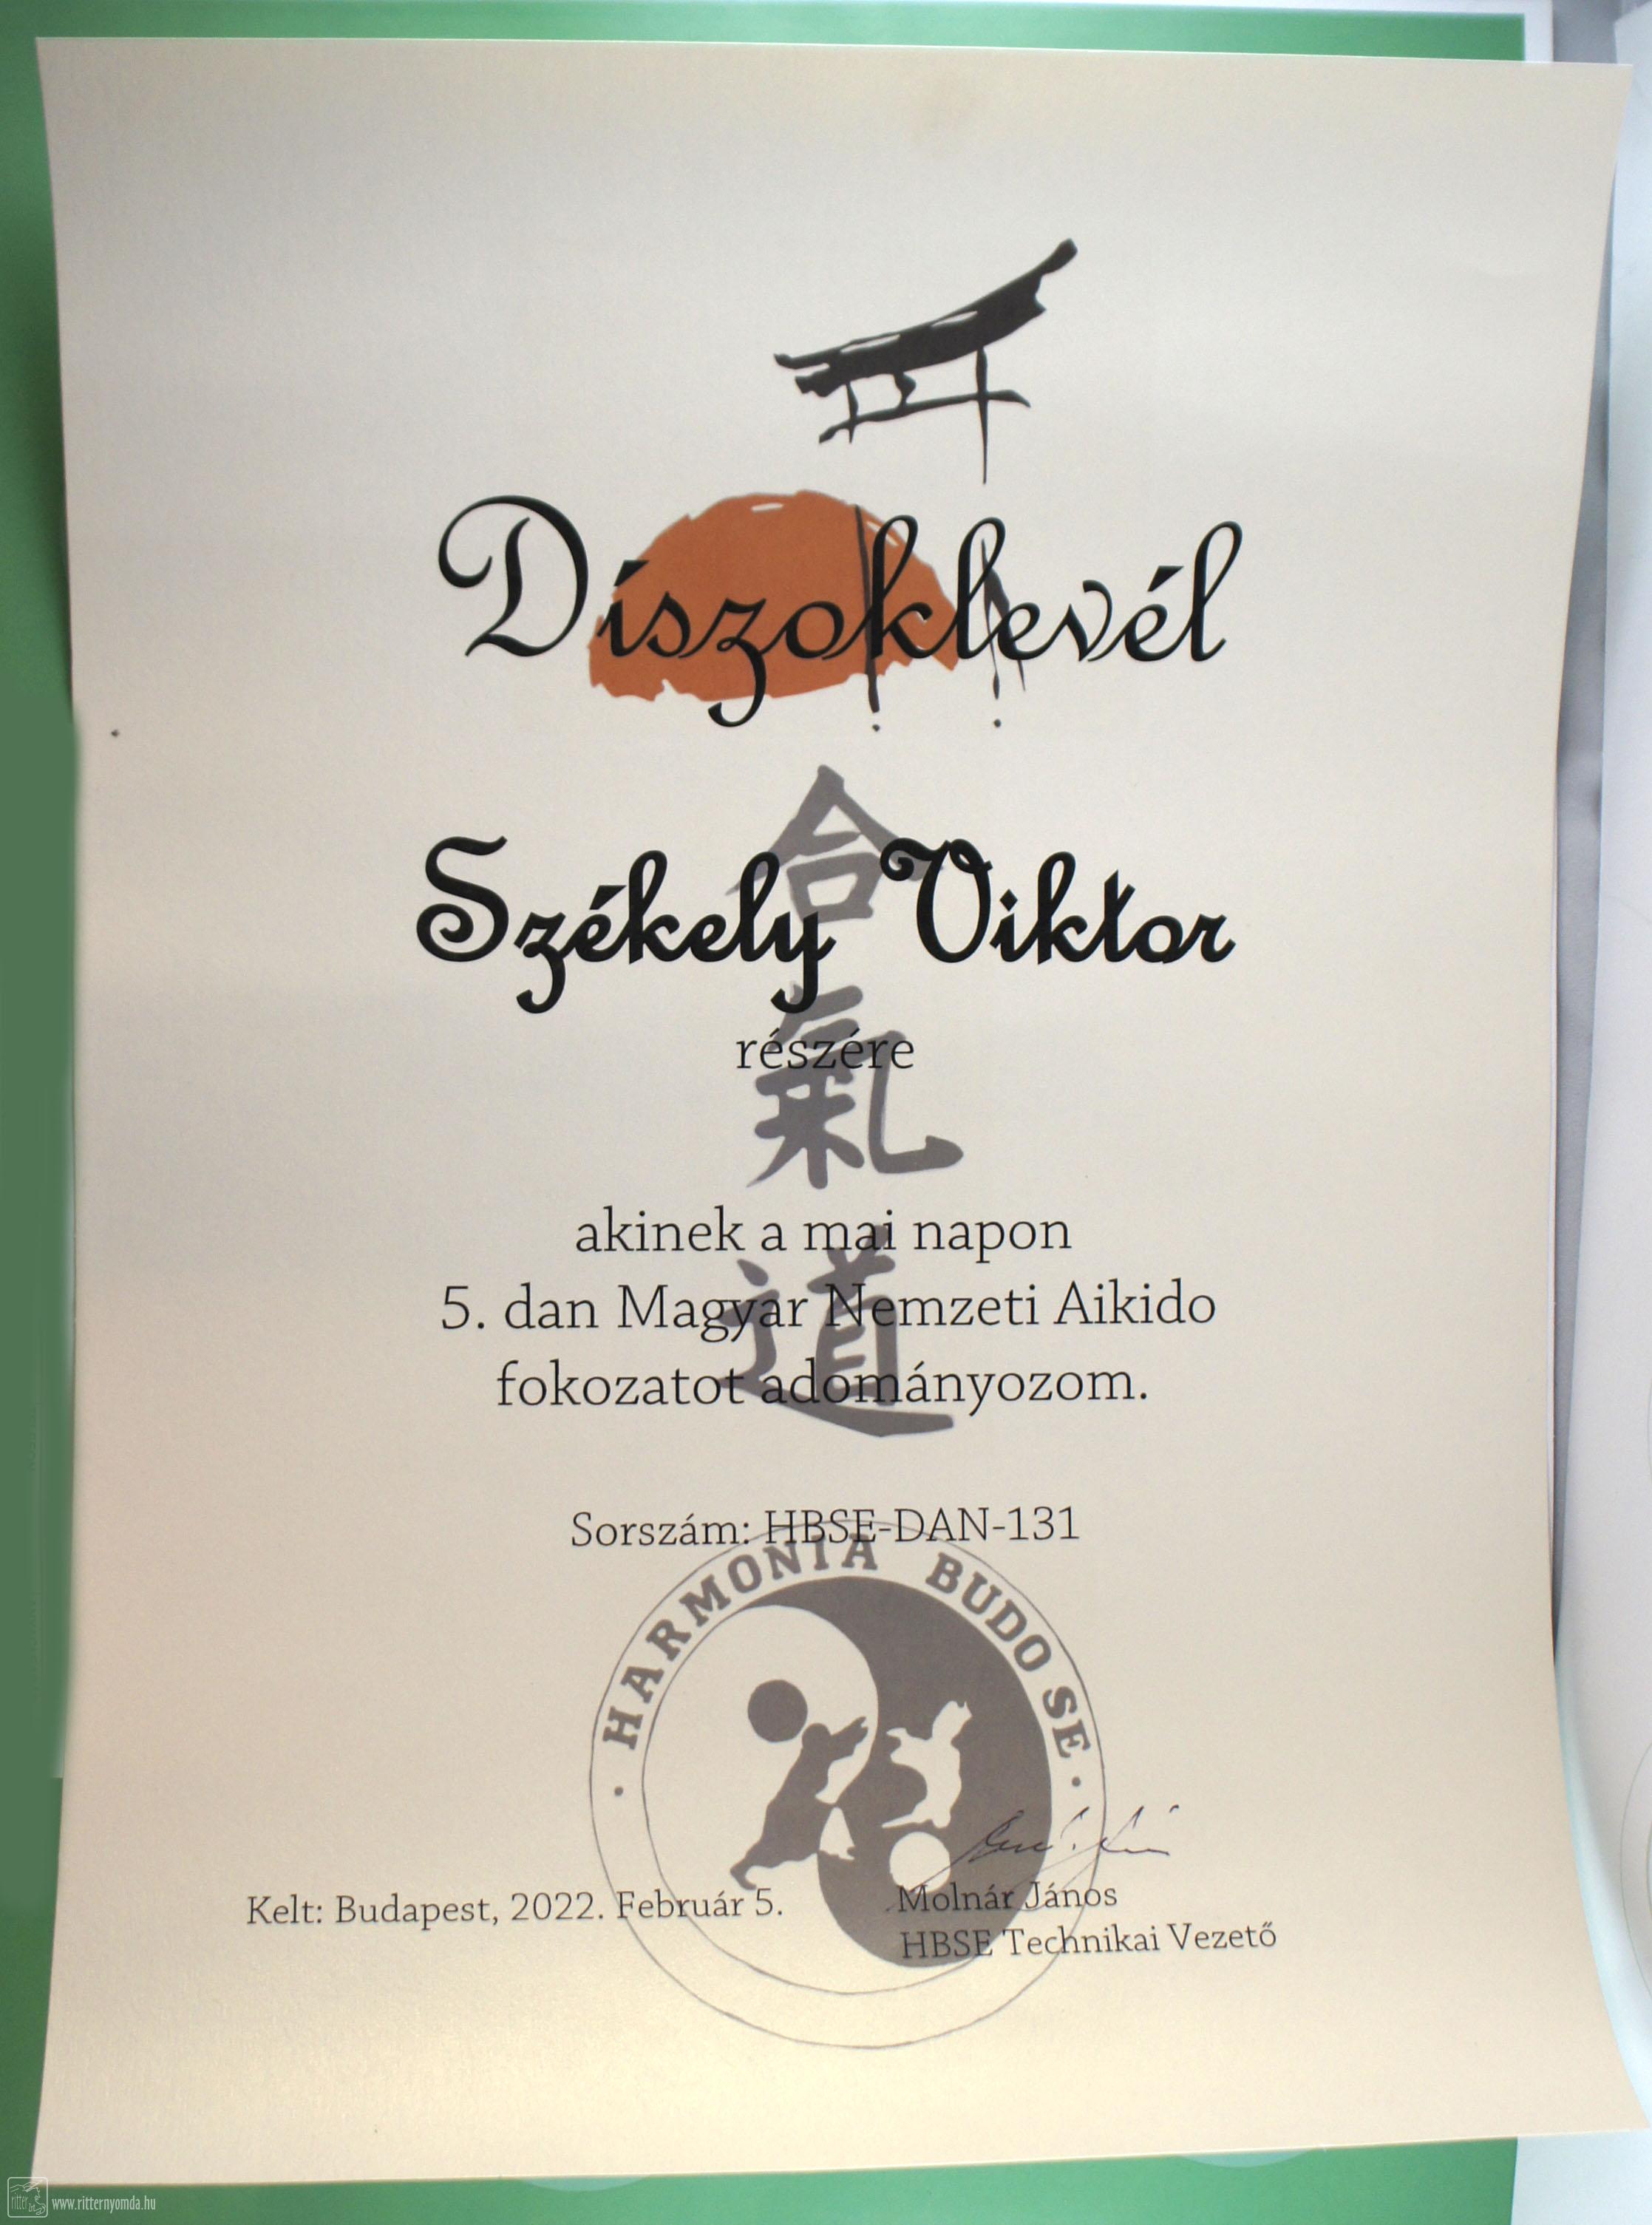 Díszoklevél
合
Székely Viktor
氣
részére
akinek a mai napon
道
5. dan Magyar Nemzeti Aikido
fokozatot adományozom.
Sorszám: HBSE-DAN-131
· HARMONIA BUDO SE ·
Kelt: Budapest, 2022. Február 5.
Molnár János
HBSE Technikai Vezető
www.ritternyomda.hu